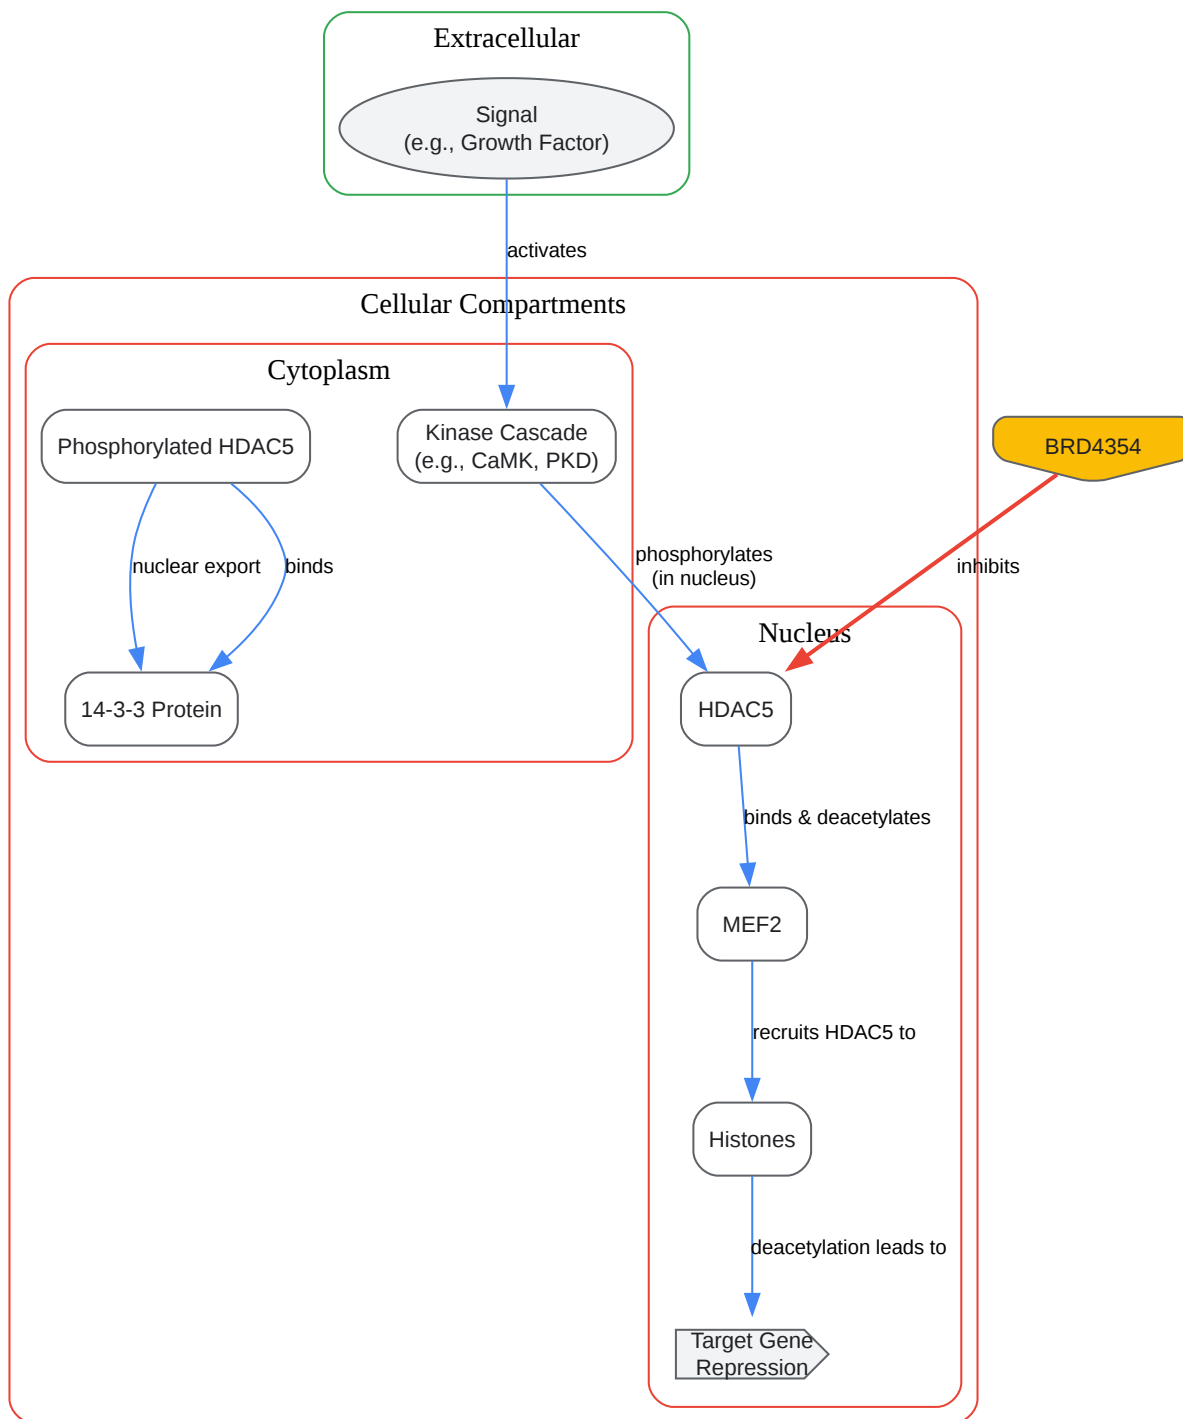 Extracellular
Signal
(e.g., Growth Factor)
activates
Cellular Compartments
Cytoplasm
Phosphorylated HDAC5
Kinase Cascade
(e.g., CaMK, PKD)
BRD4354
nuclear export
binds
phosphorylates
(in nucleus)
inhibits
Nucleus
14-3-3 Protein
HDAC5
binds & deacetylates
MEF2
recruits HDAC5 to
Histones
deacetylation leads to
Target Gene
Repression